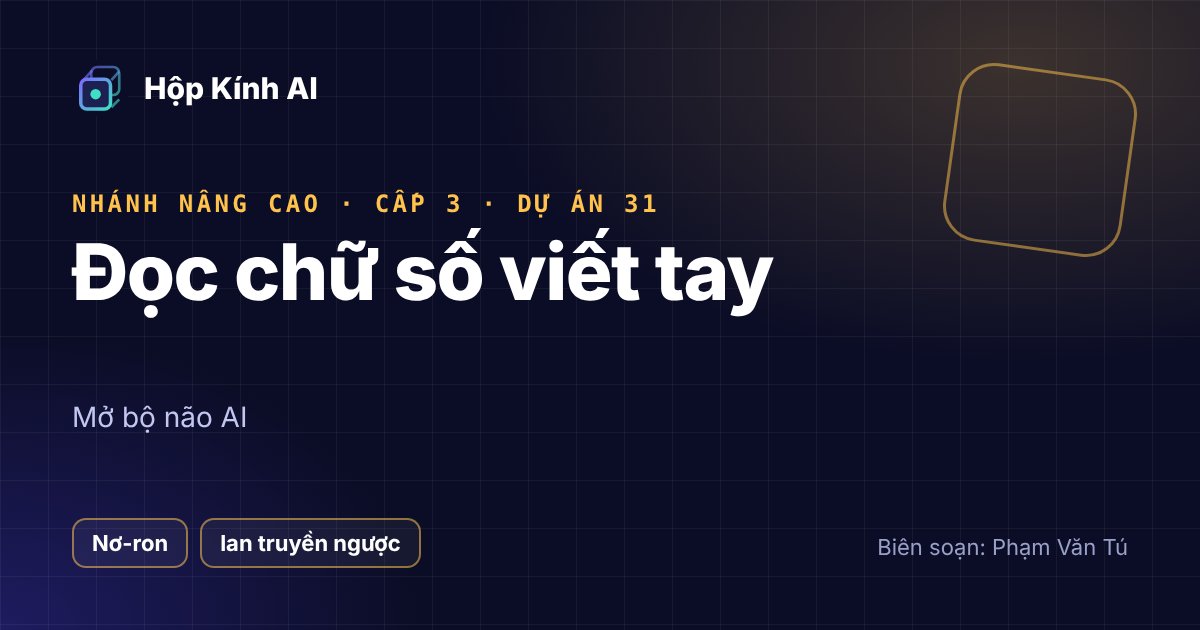 Hộp Kính AI
NHÁNH NÂNG CAO · CẤP 3 · DỰ ÁN 31
Đọc chữ số viết tay
Mở bộ não AI
Nơ-ron
lan truyền ngược
Biên soạn: Phạm Văn Tú